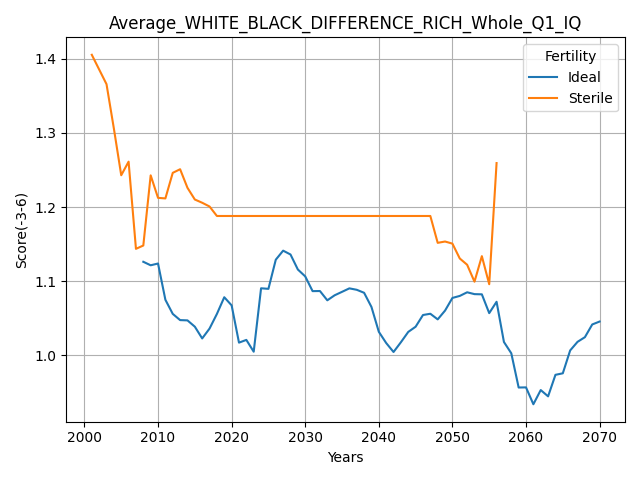 Average_WHITE_BLACK_DIFFERENCE_RICH_Whole_Q1_IQ
Fertility
Ideal
Sterile
Score(-3-6)
1.4
1.3
1.2
1.1
1.0
2000 2010 2020 2030 2040 2050 2060 2070
Years